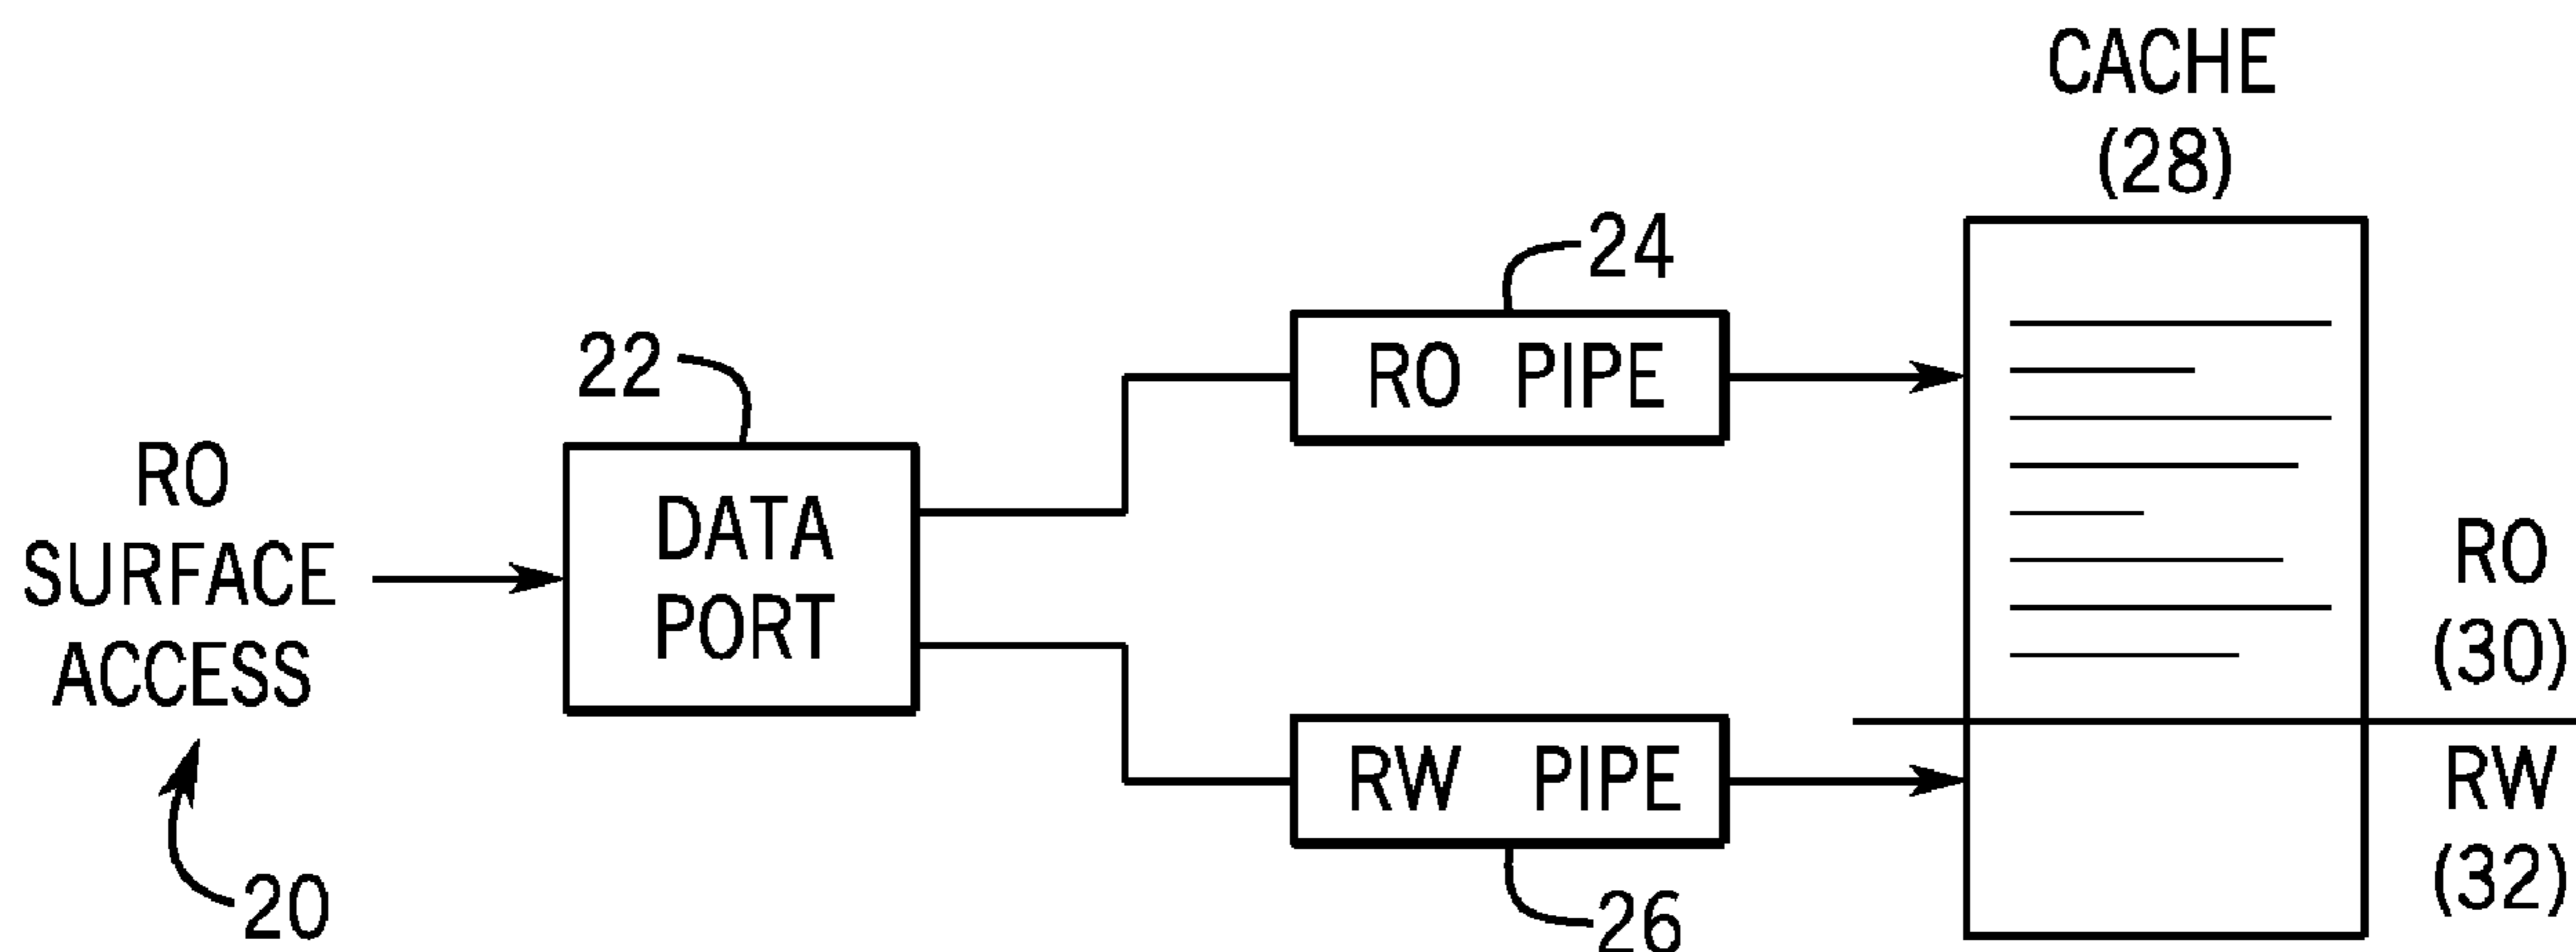 CACHE
(28)
24
RO PIPE
22
RO
SURFACE
ACCESS
DATA
PORT
RO
(30)
RW PIPE
RW
(32)
20
26